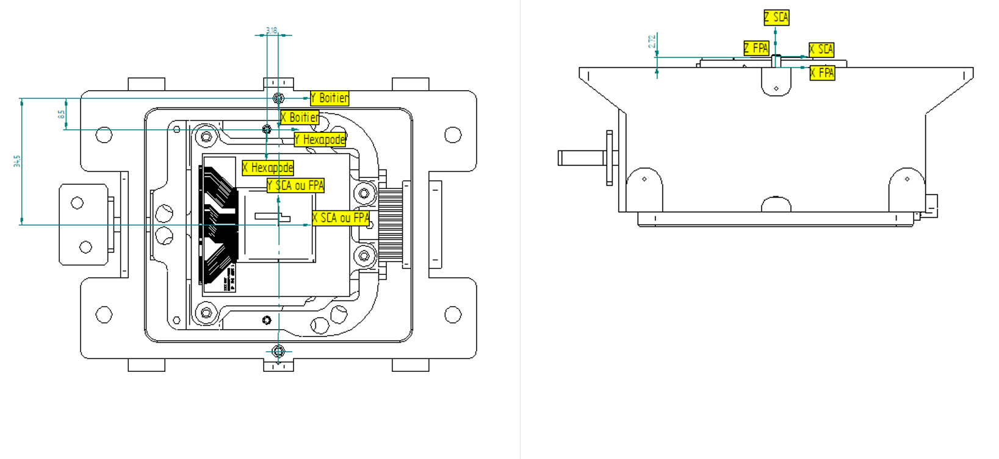 3,18
Y Boitier
X Boitier
8,5
Y Hexapode
34,5
X Hexapode
Y SCA ou FPA
X SCA ou FPA
Z SCA
2,72
Z FPA
X SCA
X FPA